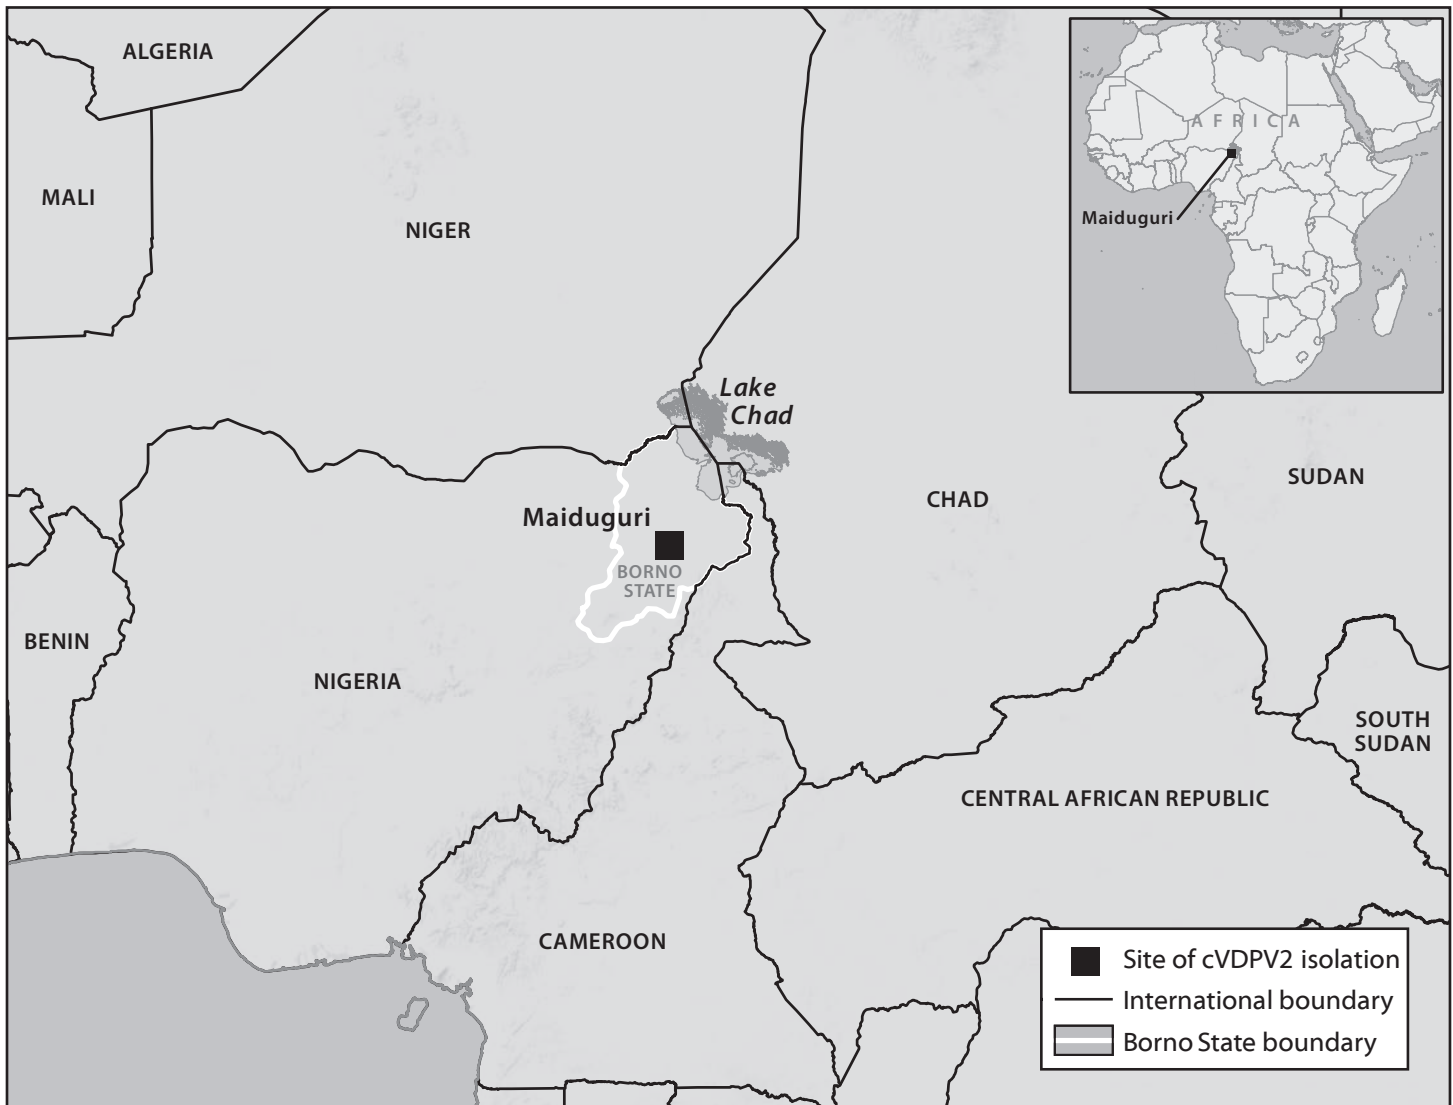 ALGERIA
MALI
NIGER
AFRICA
Maiduguri
Lake
Chad
SUDAN
CHAD
Maiduguri
BORNO
STATE
BENIN
NIGERIA
SOUTH
SUDAN
CENTRAL AFRICAN REPUBLIC
CAMEROON
Site of cVDPV2 isolation
International boundary
Borno State boundary